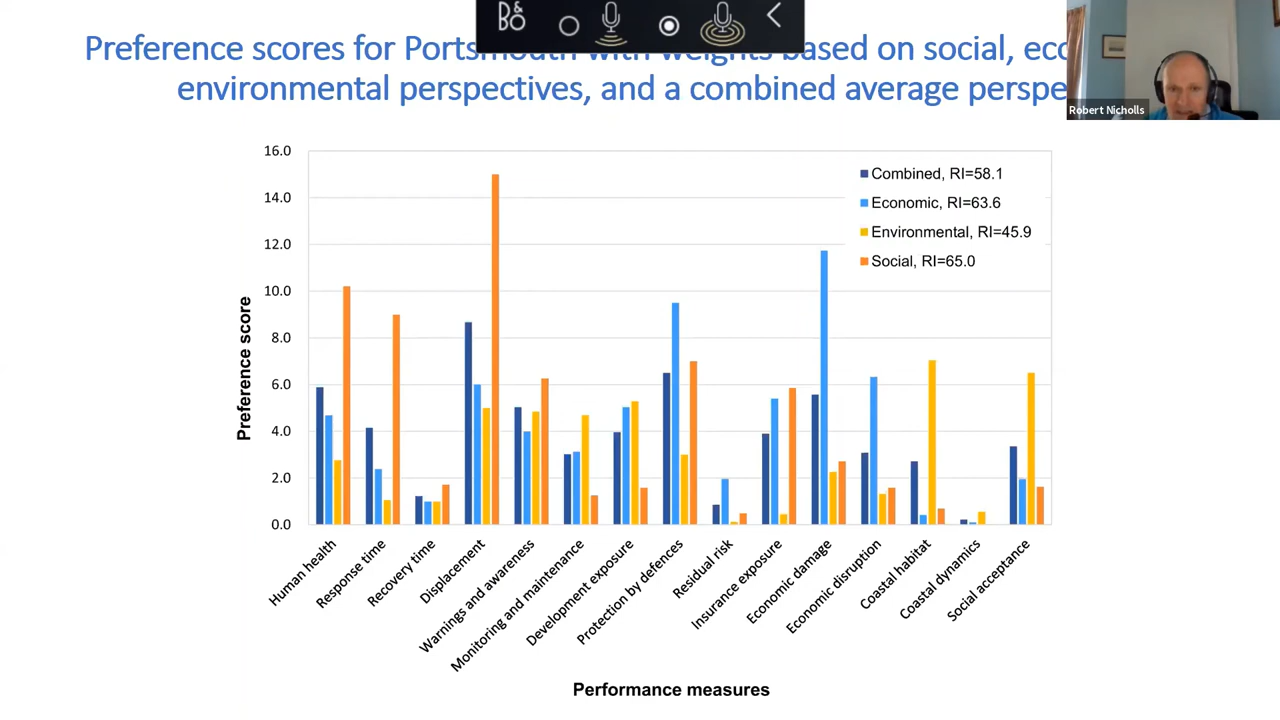 B&O
Preference scores for Portsmouth with weights based on social, eco
environmental perspectives, and a combined average perspe
Robert Nicholls
16.0
14.0
12.0
10.0
8.0
6.0
4.0
2.0
0.0
Preference score
Combined, RI=58.1
Economic, RI=63.6
Environmental, RI=45.9
Social, RI=65.0
Human health
Response time
Recovery time
Displacement
Warnings and awareness
Monitoring and maintenance
Development exposure
Protection by defences
Residual risk
Insurance exposure
Economic damage
Economic disruption
Coastal habitat
Coastal dynamics
Social acceptance
Performance measures